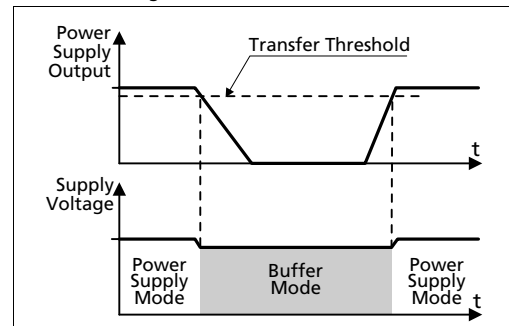 Power
Supply
Output
Transfer Threshold
t
Supply
Voltage
Power
Supply
Mode
Buffer
Mode
Power
Supply
Mode
t